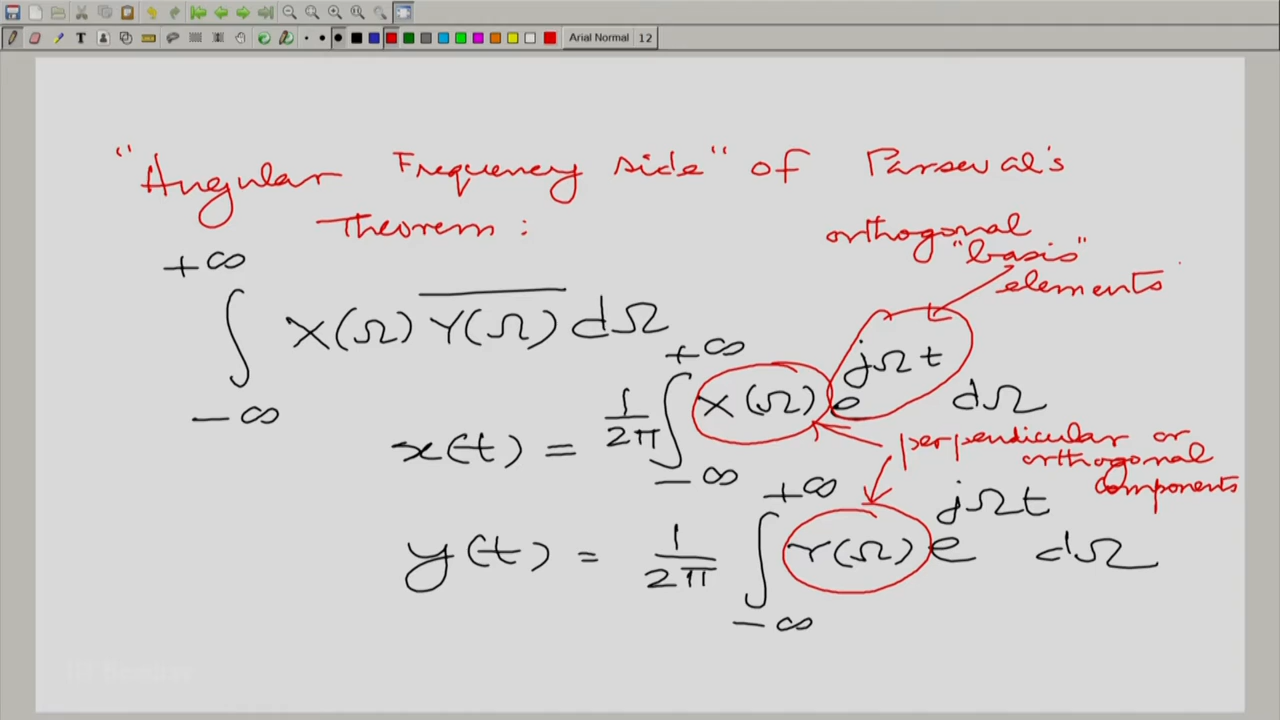 Arial Normal 12
"Angular Frequency side" of Parseval's
Theorem :
+∞
∫ X(Ω) \overline{Y(Ω)} dΩ
-∞
orthogonal
"basis"
elements
+∞
x(t) = 1/2π ∫ X(Ω) e^{jΩt} dΩ
-∞
perpendicular or
orthogonal
components
+∞
y(t) = 1/2π ∫ Y(Ω) e^{jΩt} dΩ
-∞